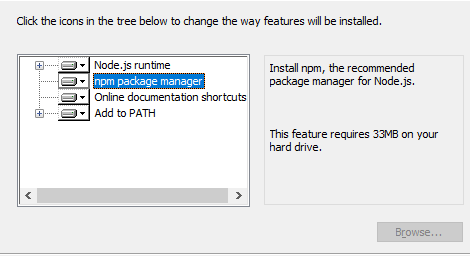 Click the icons in the tree below to change the way features will be installed.
Node.js runtime
npm package manager
Online documentation shortcuts
Add to PATH
Install npm, the recommended
package manager for Node.js.
This feature requires 33MB on your
hard drive.
Browse...